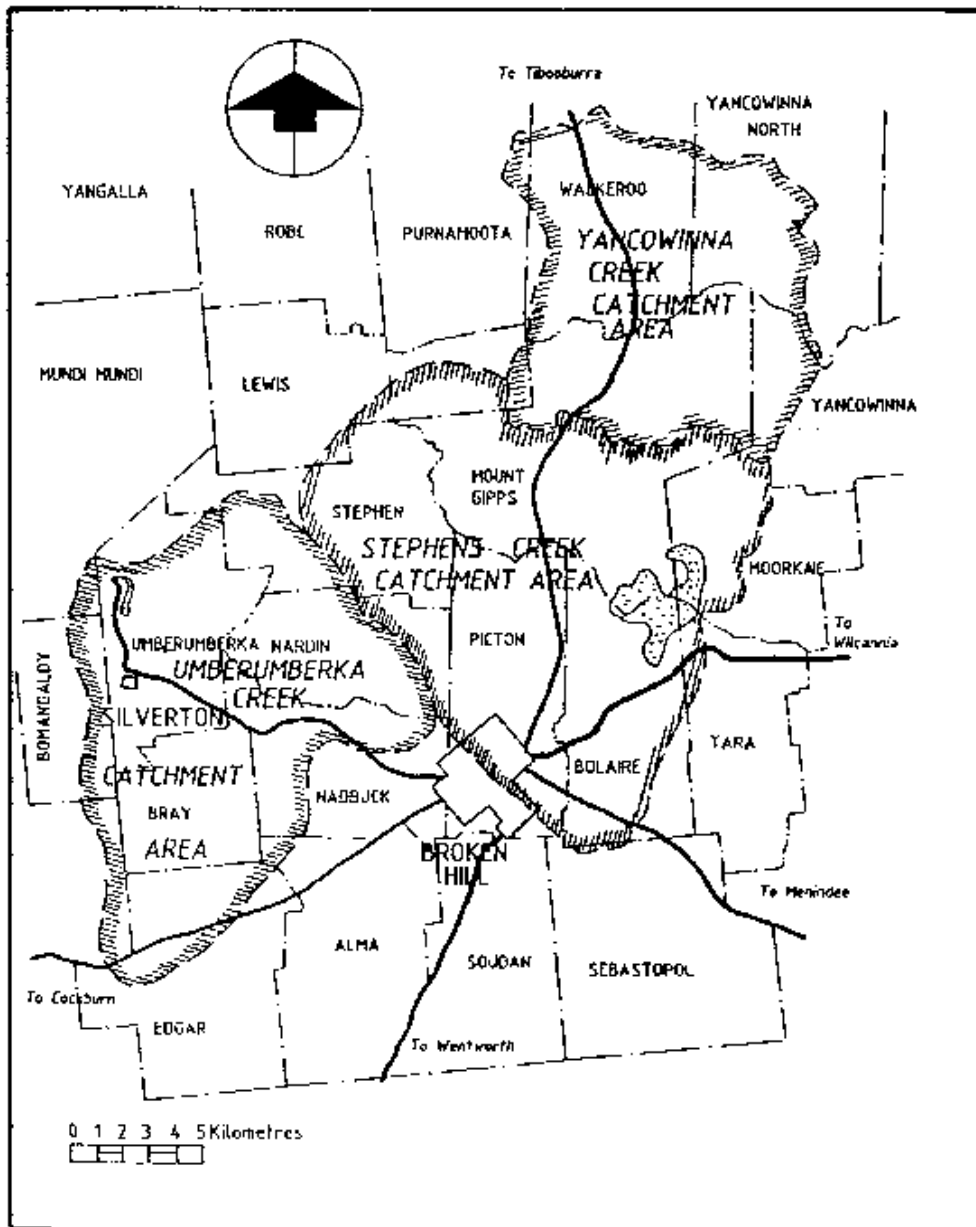 To Tibooburra
YANCOWINNA
NORTH
YANGALLA
ROBE
PURNAMOOTA
WALKEROO
YANCOWINNA
CREEK
CATCHMENT
AREA
MUNDI MUNDI
LEWIS
YANCOWINNA
MOUNT
GIPPS
STEPHEN
STEPHENS CREEK
CATCHMENT AREA
MOORKAIE
To
Wilcannia
UMBERUMBERKA
NARDIN
PICTON
UMBERUMBERKA
CREEK
BOMANGALDY
SILVERTON
CATCHMENT
BRAY
AREA
NADBUCK
BOLAIRE
YARA
BROKEN
HILL
To Menindee
ALMA
SOUDAN
SEBASTOPOL
To Cockburn
EDGAR
To Wentworth
0 1 2 3 4 5 Kilometres